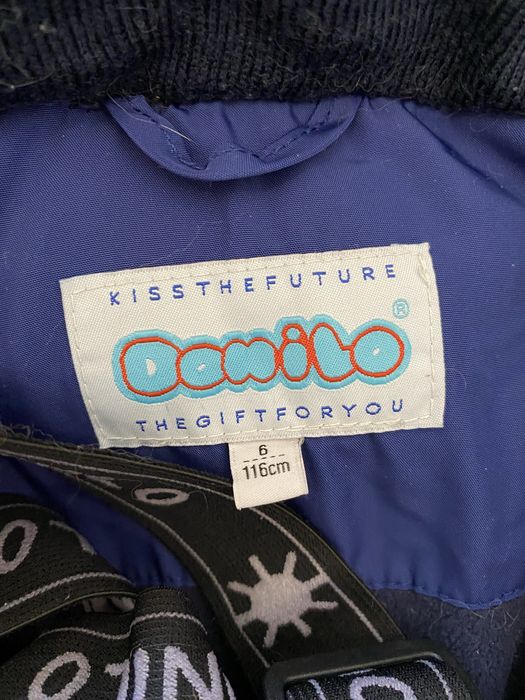 KISSTHEFUTURE
Danilo®
THEGIFTFORYOU
6
116cm